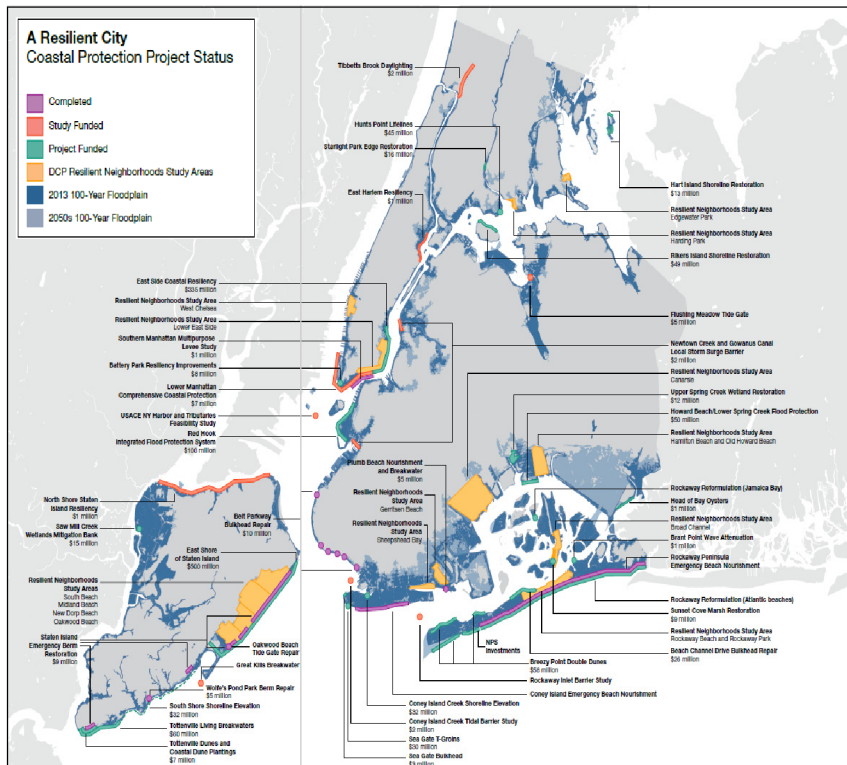 A Resilient City
Coastal Protection Project Status
Completed
Study Funded
Project Funded
DCP Resilient Neighborhoods Study Areas
2013 100-Year Floodplain
2050s 100-Year Floodplain
Tibbetts Brook Daylighting
$2 million
Hunts Point Lifelines
$45 million
Starlight Park Edge Restoration
$16 million
East Harlem Resiliency
$1 million
Hart Island Shoreline Restoration
$13 million
Resilient Neighborhoods Study Area
Edgewater Park
Resilient Neighborhoods Study Area
Harding Park
Rikers Island Shoreline Restoration
$49 million
Flushing Meadow Tide Gate
$5 million
East Side Coastal Resiliency
$335 million
Resilient Neighborhoods Study Area
West Chelsea
Resilient Neighborhoods Study Area
Lower East Side
Southern Manhattan Multipurpose
Levee Study
$1 million
Battery Park Resiliency Improvements
$8 million
Lower Manhattan
Comprehensive Coastal Protection
$7 million
USACE NY Harbor and Tributaries
Feasibility Study
Red Hook
Integrated Flood Protection System
$100 million
Newtown Creek and Gowanus Canal
Local Storm Surge Barrier
$2 million
Resilient Neighborhoods Study Area
Canarsie
Upper Spring Creek Wetland Restoration
$12 million
Howard Beach/Lower Spring Creek Flood Protection
$50 million
Resilient Neighborhoods Study Area
Hamilton Beach and Old Howard Beach
Plumb Beach Nourishment
and Breakwater
$5 million
Resilient Neighborhoods
Study Area
Gerritsen Beach
Resilient Neighborhoods
Study Area
Sheepshead Bay
Rockaway Reformulation (Jamaica Bay)
Head of Bay Oysters
$1 million
Resilient Neighborhoods Study Area
Broad Channel
Brant Point Wave Attenuation
$1 million
Rockaway Peninsula
Emergency Beach Nourishment
Rockaway Reformulation (Atlantic beaches)
Sunset Cove Marsh Restoration
$9 million
Resilient Neighborhoods Study Area
Rockaway Beach and Rockaway Park
Beach Channel Drive Bulkhead Repair
$26 million
NPS
Investments
Breezy Point Double Dunes
$58 million
Rockaway Inlet Barrier Study
Coney Island Emergency Beach Nourishment
North Shore Staten
Island Resiliency
$1 million
Saw Mill Creek
Wetlands Mitigation Bank
$15 million
Bulkhead Repair
$10 million
East Shore
of Staten Island
$500 million
Resilient Neighborhoods
Study Areas
South Beach
Midland Beach
New Dorp Beach
Oakwood Beach
Staten Island
Emergency Berm
Restoration
$9 million
Oakwood Beach
Tide Gate Repair
Great Kills Breakwater
Wolfe's Pond Park Berm Repair
$5 million
South Shore Shoreline Elevation
$32 million
Tottenville Living Breakwaters
$60 million
Tottenville Dunes and
Coastal Dune Plantings
$7 million
Coney Island Creek Shoreline Elevation
$32 million
Coney Island Creek Tidal Barrier Study
$2 million
Sea Gate T-Groins
$30 million
Sea Gate Bulkhead